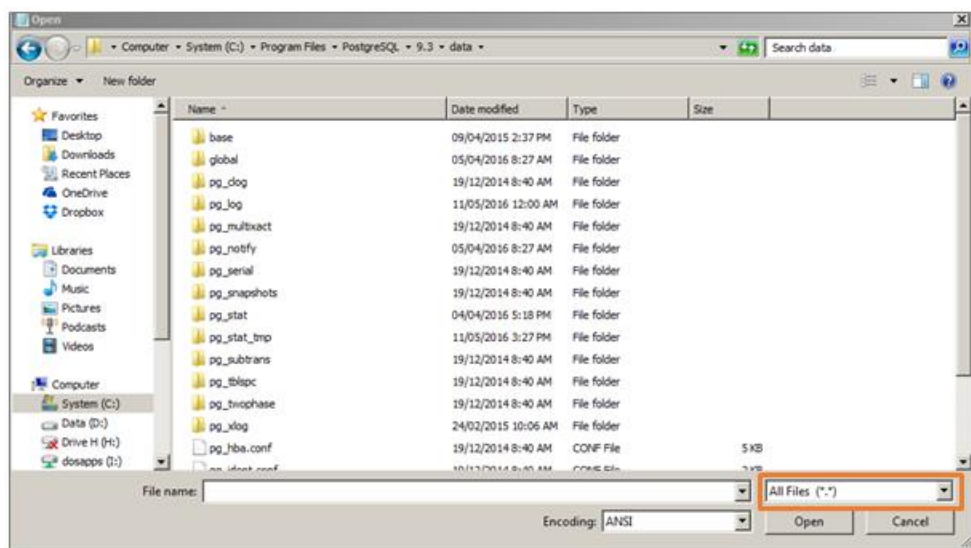 Open
Computer System (C:) Program Files PostgreSQL 9.3 data
Search data
Organize New folder
Name Date modified Type Size
Favorites
Desktop
Downloads
Recent Places
OneDrive
Dropbox
Libraries
Documents
Music
Pictures
Podcasts
Videos
Computer
System (C:)
Data (D:)
Drive H (H:)
dosapps (I:)
base 09/04/2015 2:37 PM File folder
global 05/04/2016 8:27 AM File folder
pg_clog 19/12/2014 8:40 AM File folder
pg_log 11/05/2016 12:00 AM File folder
pg_multixact 19/12/2014 8:40 AM File folder
pg_notify 05/04/2016 8:27 AM File folder
pg_serial 19/12/2014 8:40 AM File folder
pg_snapshots 19/12/2014 8:40 AM File folder
pg_stat 04/04/2016 5:18 PM File folder
pg_stat_tmp 11/05/2016 3:27 PM File folder
pg_subtrans 19/12/2014 8:40 AM File folder
pg_tblspc 19/12/2014 8:40 AM File folder
pg_twophase 19/12/2014 8:40 AM File folder
pg_xlog 24/02/2015 10:06 AM File folder
pg_hba.conf 19/12/2014 8:40 AM CONF File 5 KB
File name: All Files (*.*)
Encoding: ANSI Open Cancel